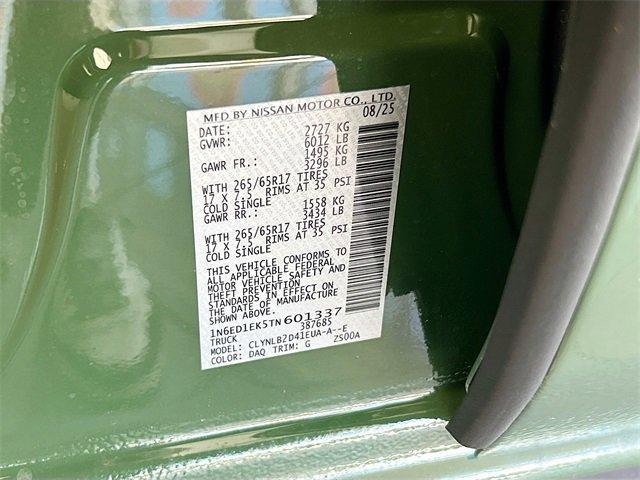 MFD BY NISSAN MOTOR CO., LTD.
DATE: 08/25
GVWR: 2727 KG
6012 LB
GAWR FR.: 1495 KG
3296 LB
WITH 265/65R17 TIRES
17 X 7.5 RIMS AT 35 PSI
COLD SINGLE
GAWR RR.: 1558 KG
3434 LB
WITH 265/65R17 TIRES
17 X 7.5 RIMS AT 35 PSI
COLD SINGLE
THIS VEHICLE CONFORMS TO
ALL APPLICABLE FEDERAL
MOTOR VEHICLE SAFETY AND
THEFT PREVENTION
STANDARDS IN EFFECT ON
THE DATE OF MANUFACTURE
SHOWN ABOVE.
1N6ED1EK5TN601337
TRUCK 387685
MODEL: CLYNLB2D41EUA-A--E
COLOR: DAQ TRIM: G ZS00A